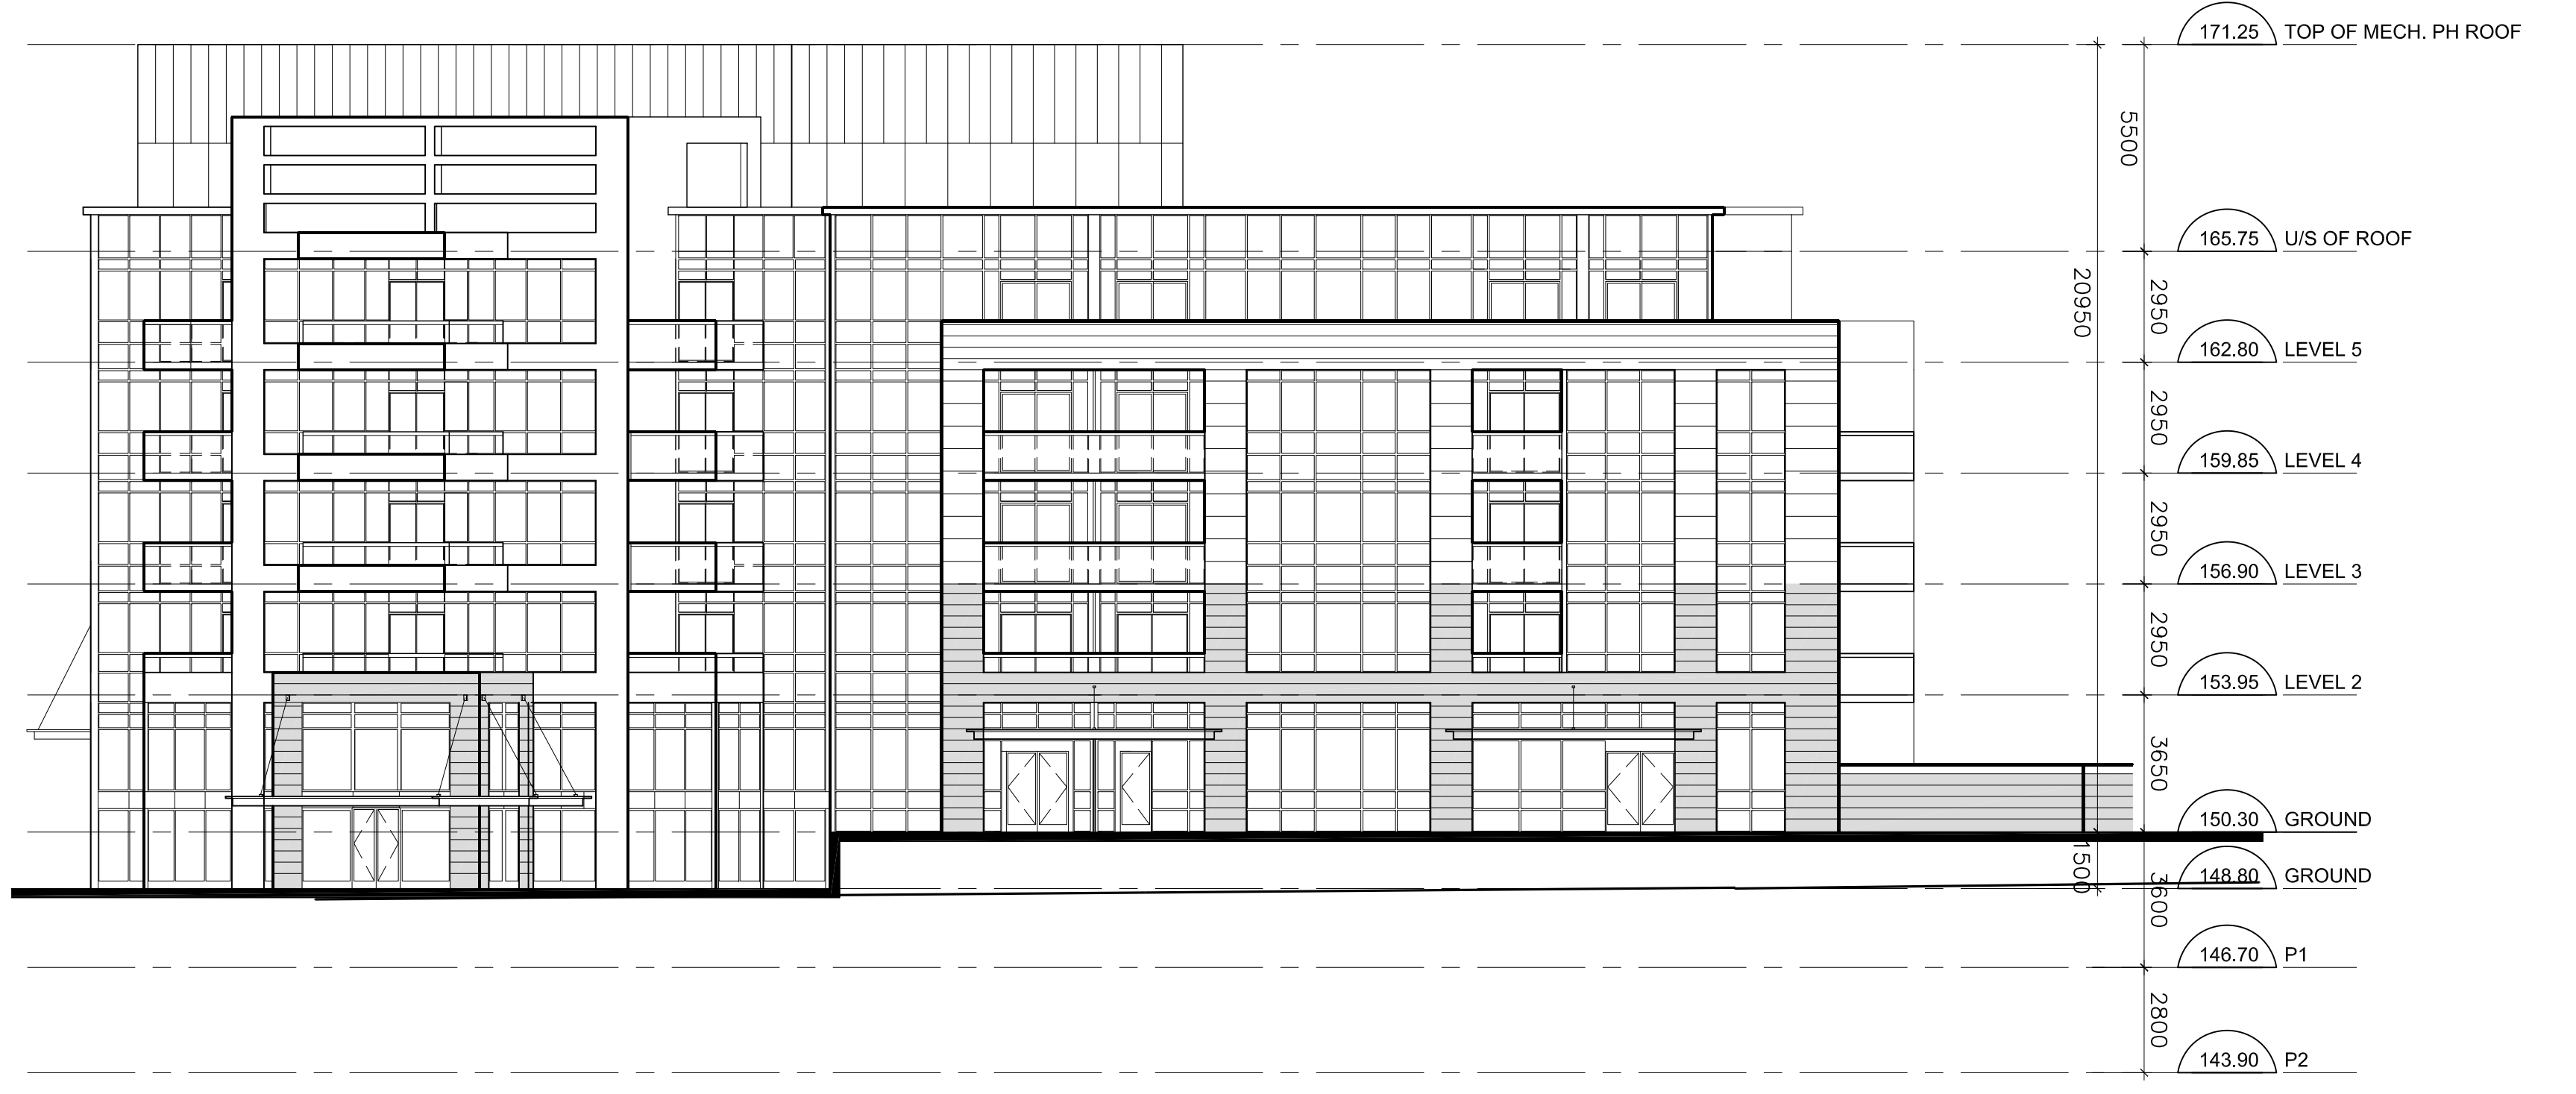 171.25 TOP OF MECH. PH ROOF
5500
165.75 U/S OF ROOF
20950
2950
162.80 LEVEL 5
2950
159.85 LEVEL 4
2950
156.90 LEVEL 3
2950
153.95 LEVEL 2
3650
150.30 GROUND
1500
148.80 GROUND
3600
146.70 P1
2800
143.90 P2